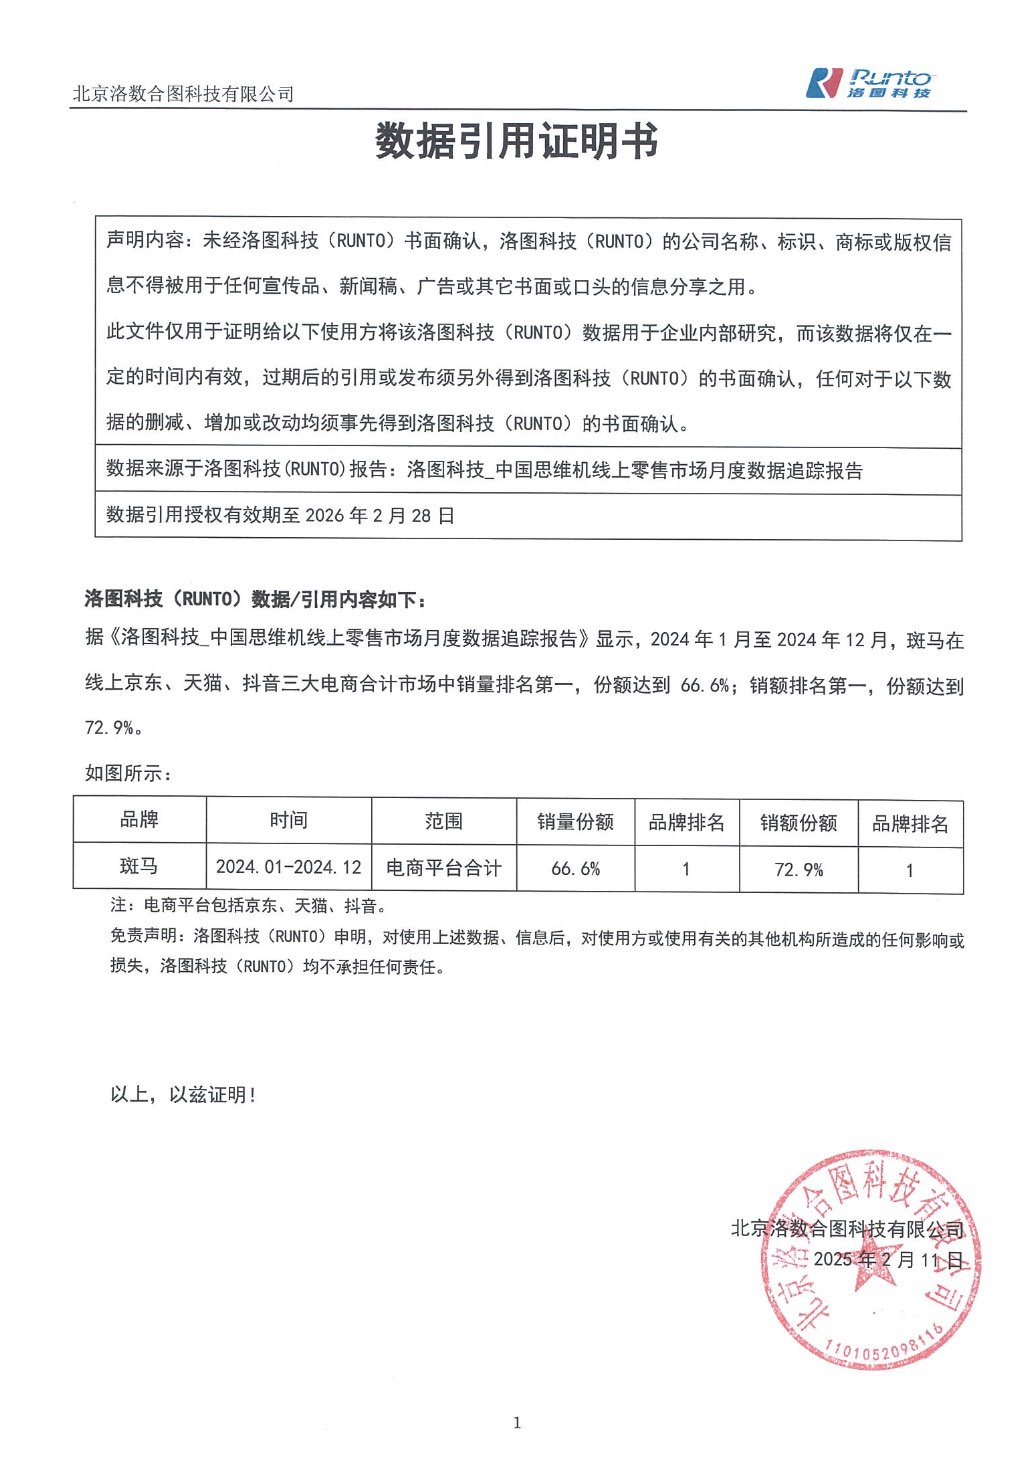 北京洛数合图科技有限公司
Runto
洛图科技
数据引用证明书
声明内容：未经洛图科技（RUNTO）书面确认，洛图科技（RUNTO）的公司名称、标识、商标或版权信
息不得被用于任何宣传品、新闻稿、广告或其它书面或口头的信息分享之用。
此文件仅用于证明给以下使用方将该洛图科技（RUNTO）数据用于企业内部研究，而该数据将仅在一
定的时间内有效，过期后的引用或发布须另外得到洛图科技（RUNTO）的书面确认，任何对于以下数
据的删减、增加或改动均须事先得到洛图科技（RUNTO）的书面确认。
数据来源于洛图科技(RUNTO)报告：洛图科技_中国思维机线上零售市场月度数据追踪报告
数据引用授权有效期至 2026 年 2 月 28 日
洛图科技（RUNTO）数据/引用内容如下：
据《洛图科技_中国思维机线上零售市场月度数据追踪报告》显示，2024 年 1 月至 2024 年 12 月，斑马在
线上京东、天猫、抖音三大电商合计市场中销量排名第一，份额达到 66.6%；销额排名第一，份额达到
72.9%。
如图所示：
品牌 时间 范围 销量份额 品牌排名 销额份额 品牌排名
斑马 2024.01-2024.12 电商平台合计 66.6% 1 72.9% 1
注：电商平台包括京东、天猫、抖音。
免责声明：洛图科技（RUNTO）申明，对使用上述数据、信息后，对使用方或使用有关的其他机构所造成的任何影响或
损失，洛图科技（RUNTO）均不承担任何责任。
以上，以兹证明！
北京洛数合图科技有限公司
2025 年 2 月 11 日
北京洛数合图科技有限公司
1101052098116
1